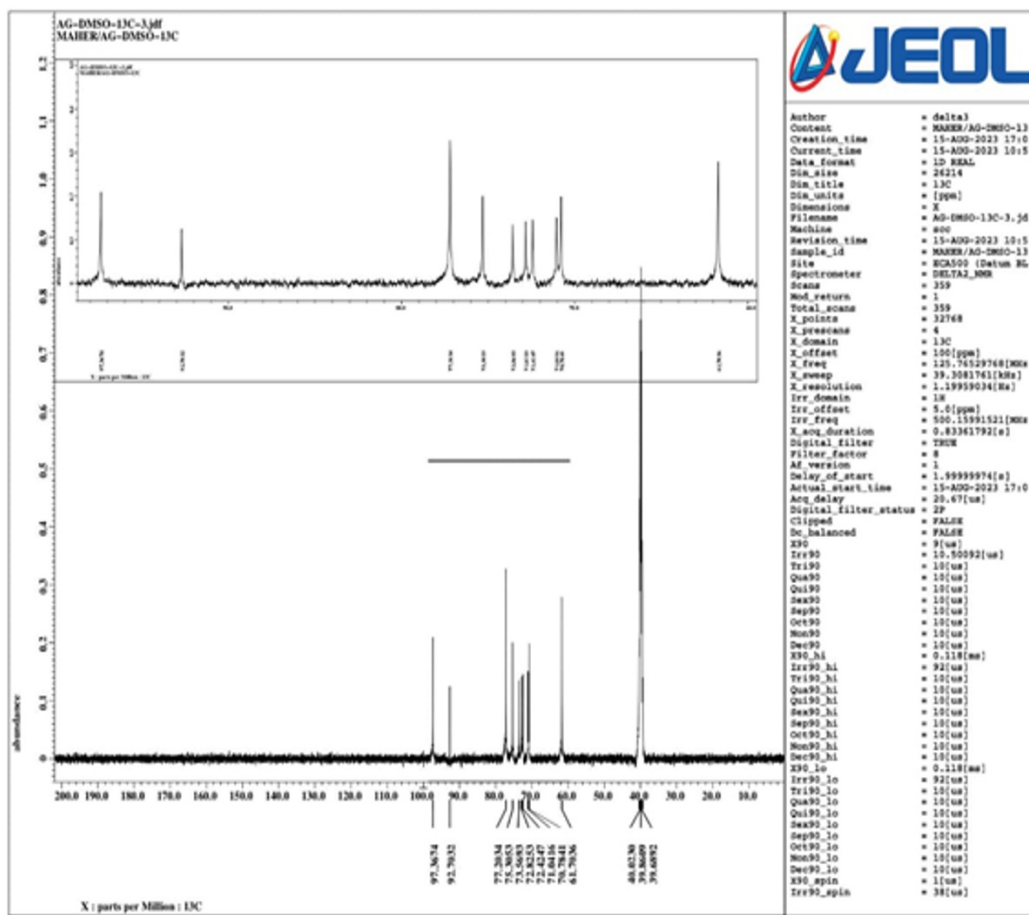 AG-DMSO-13C-3.jdf
MAHER/AG-DMSO-13C
JEOL
1.2
1.1
1.0
0.9
0.8
0.7
0.6
0.5
0.4
0.3
0.2
0.1
0
abundance
200.0 190.0 180.0 170.0 160.0 150.0 140.0 130.0 120.0 110.0 100.0 90.0 80.0 70.0 60.0 50.0 40.0 30.0 20.0 10.0
97.3674
92.7032
77.2034
75.3053
73.5693
72.8253
72.4247
71.0416
70.7841
61.7036
40.0230
39.8609
39.6892
X : parts per Million : 13C
Author = delta3
Content = MAHER/AG-DMSO-13
Creation_time = 15-AUG-2023 17:0
Current_time = 15-AUG-2023 10:5
Data_format = 1D REAL
Dim_size = 26214
Dim_title = 13C
Dim_units = [ppm]
Dimensions = X
Filename = AG-DMSO-13C-3.jd
Machine =
Revision_time = 15-AUG-2023 10:5
Sample_id = MAHER/AG-DMSO-13
Site = ECA500 (Datum BL
Spectrometer = DELTA2_NMR
Scans = 359
Mod_return = 1
Total_scans = 359
X_points = 32768
X_prescans = 4
X_domain = 13C
X_offset = 100[ppm]
X_freq = 125.76529768[MHz
X_sweep = 39.3081761[kHz]
X_resolution = 1.19959034[Hz]
Irr_domain = 1H
Irr_offset = 5.0[ppm]
Irr_freq = 500.15991521[MHz
X_acq_duration = 0.83361792[s]
Digital_filter = TRUE
Filter_factor = 8
Af_version = 1
Delay_of_start = 1.99999974[s]
Actual_start_time = 15-AUG-2023 17:0
Acq_delay = 20.67[us]
Digital_filter_status = 2P
Clipped = FALSE
Dc_balanced = FALSE
X90 = 9[us]
Irr90 = 10.50092[us]
Tri90 = 10[us]
Qua90 = 10[us]
Qui90 = 10[us]
Sex90 = 10[us]
Sep90 = 10[us]
Oct90 = 10[us]
Non90 = 10[us]
Dec90 = 10[us]
X90_hi = 0.118[ms]
Irr90_hi = 92[us]
Tri90_hi = 10[us]
Qua90_hi = 10[us]
Qui90_hi = 10[us]
Sex90_hi = 10[us]
Sep90_hi = 10[us]
Oct90_hi = 10[us]
Non90_hi = 10[us]
Dec90_hi = 10[us]
X90_lo = 0.118[ms]
Irr90_lo = 92[us]
Tri90_lo = 10[us]
Qua90_lo = 10[us]
Qui90_lo = 10[us]
Sex90_lo = 10[us]
Sep90_lo = 10[us]
Oct90_lo = 10[us]
Non90_lo = 10[us]
Dec90_lo = 10[us]
X90_spin = 1[us]
Irr90_spin = 38[us]